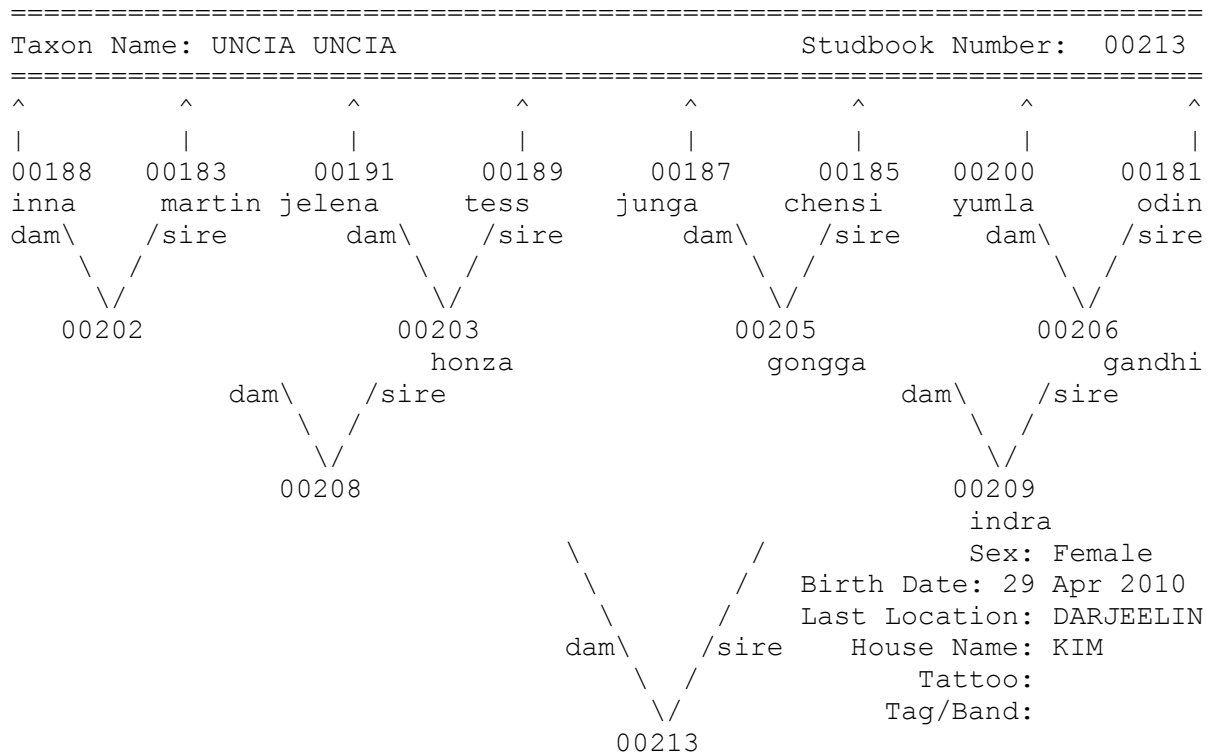 =======================================================================
Taxon Name: UNCIA UNCIA                        Studbook Number:  00213
=======================================================================
^         ^         ^         ^         ^         ^         ^         ^
|         |         |         |         |         |         |         |
00188   00183     00191     00189     00187     00185     00200     00181
inna     martin jelena     tess      junga     chensi    yumla      odin
dam\     /sire       dam\    /sire       dam\    /sire     dam\    /sire
\  /                \  /                \  /                \  /
\/                  \/                  \/                  \/
00202               00203               00205             00206
honza               gongga              gandhi
dam\    /sire                               dam\    /sire
\  /                                        \  /
\/                                          \/
00208                                   00209
indra
\          /            Sex: Female
\        /   Birth Date: 29 Apr 2010
\      /    Last Location: DARJEELIN
dam\    /sire    House Name: KIM
\  /             Tattoo:
\/           Tag/Band:
00213